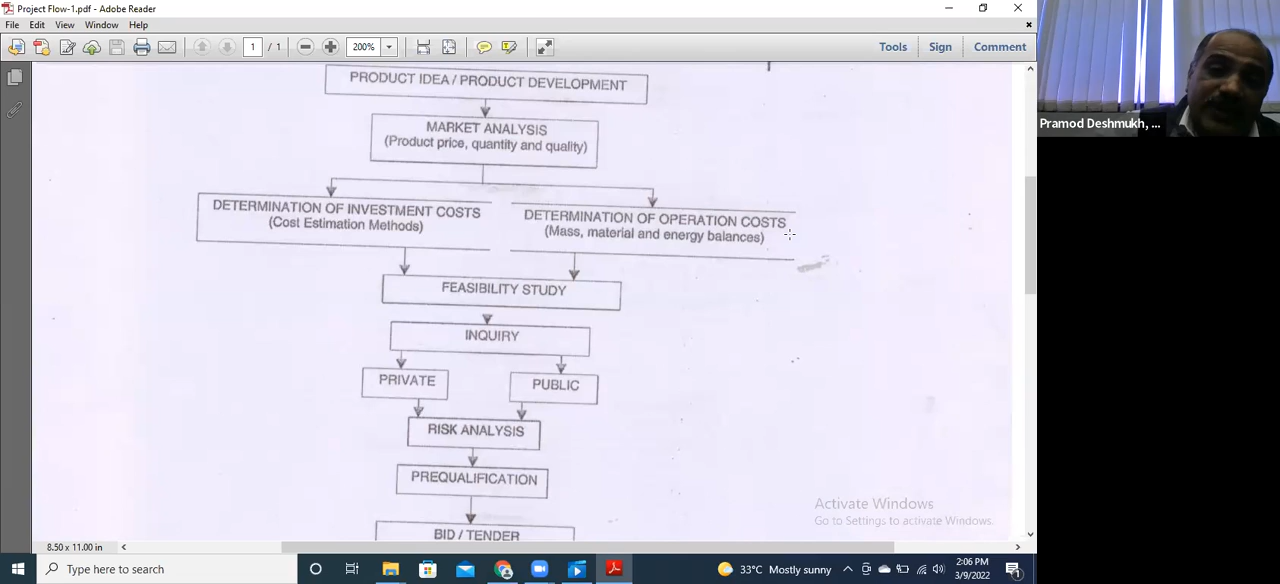 Project Flow-1.pdf - Adobe Reader
File Edit View Window Help
1 / 1
200%
Tools Sign Comment
PRODUCT IDEA / PRODUCT DEVELOPMENT
MARKET ANALYSIS
(Product price, quantity and quality)
DETERMINATION OF INVESTMENT COSTS
(Cost Estimation Methods)
DETERMINATION OF OPERATION COSTS
(Mass, material and energy balances)
FEASIBILITY STUDY
INQUIRY
PRIVATE
PUBLIC
RISK ANALYSIS
PREQUALIFICATION
BID / TENDER
Pramod Deshmukh, ...
Activate Windows
Go to Settings to activate Windows.
8.50 x 11.00 in
Type here to search
33°C Mostly sunny
2:06 PM
3/9/2022
1